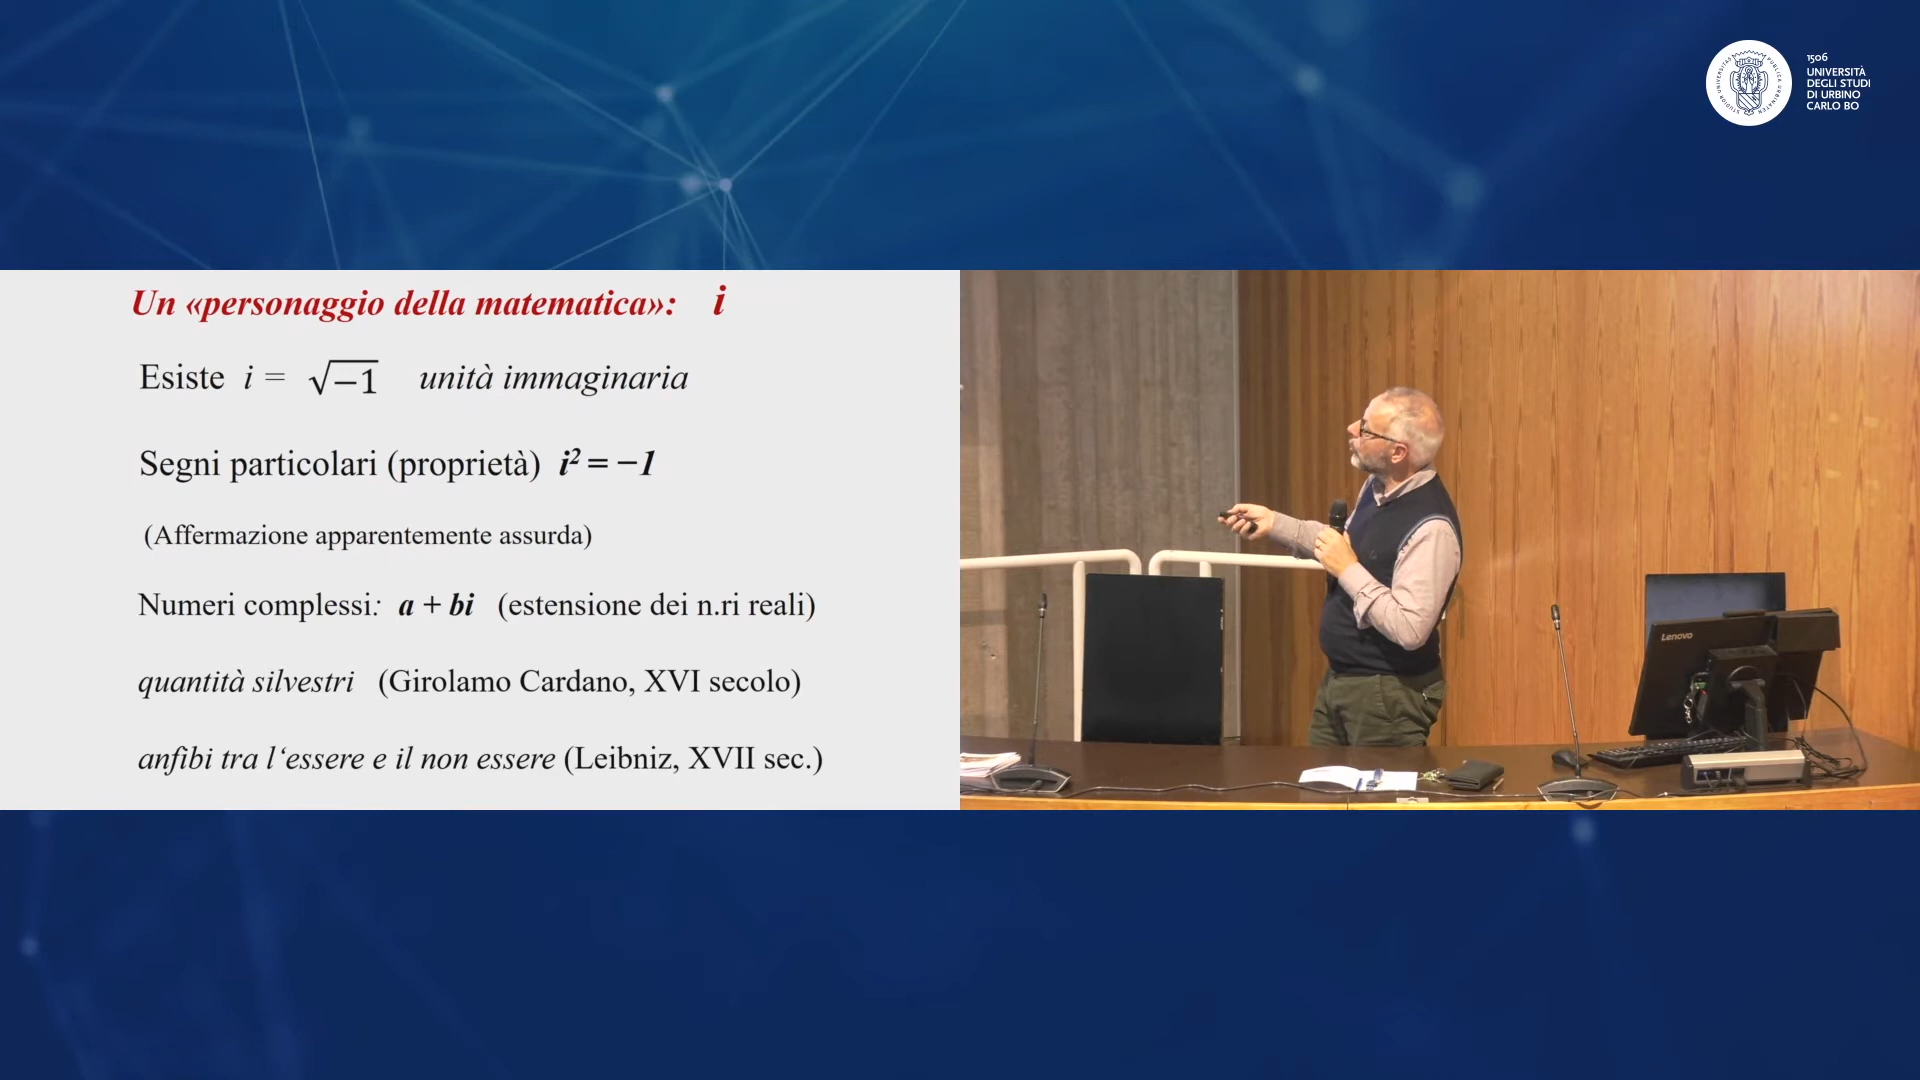 1506
UNIVERSITÀ
DEGLI STUDI
DI URBINO
CARLO BO
Un «personaggio della matematica»: i
Esiste i = √−1 unità immaginaria
Segni particolari (proprietà) i² = −1
(Affermazione apparentemente assurda)
Numeri complessi: a + bi (estensione dei n.ri reali)
quantità silvestri (Girolamo Cardano, XVI secolo)
anfibi tra l‘essere e il non essere (Leibniz, XVII sec.)
Lenovo